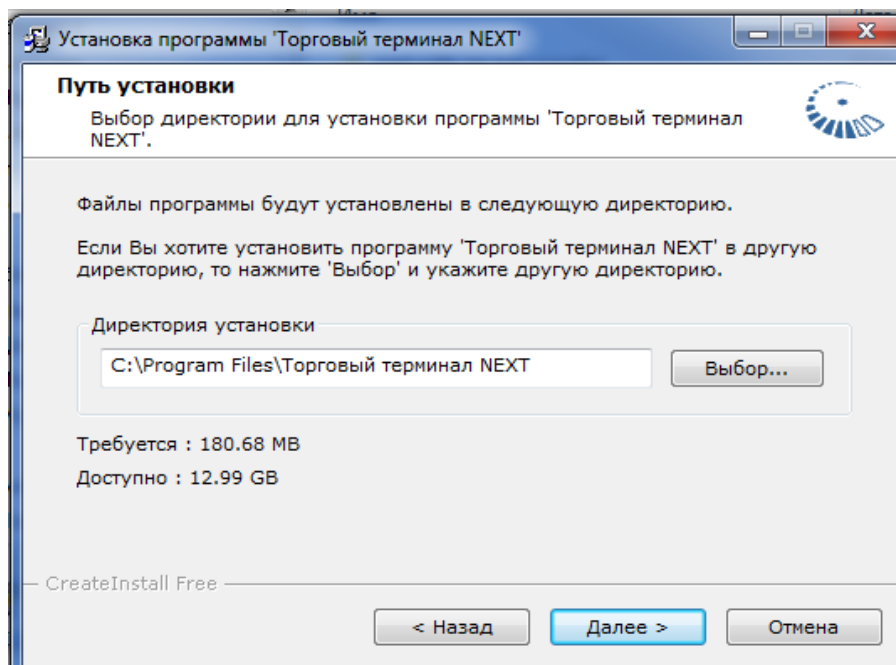 Установка программы 'Торговый терминал NEXT'
Путь установки
Выбор директории для установки программы 'Торговый терминал
NEXT'.
Файлы программы будут установлены в следующую директорию.
Если Вы хотите установить программу 'Торговый терминал NEXT' в другую
директорию, то нажмите 'Выбор' и укажите другую директорию.
Директория установки
C:\Program Files\Торговый терминал NEXT
Выбор...
Требуется : 180.68 MB
Доступно : 12.99 GB
CreateInstall Free
< Назад
Далее >
Отмена